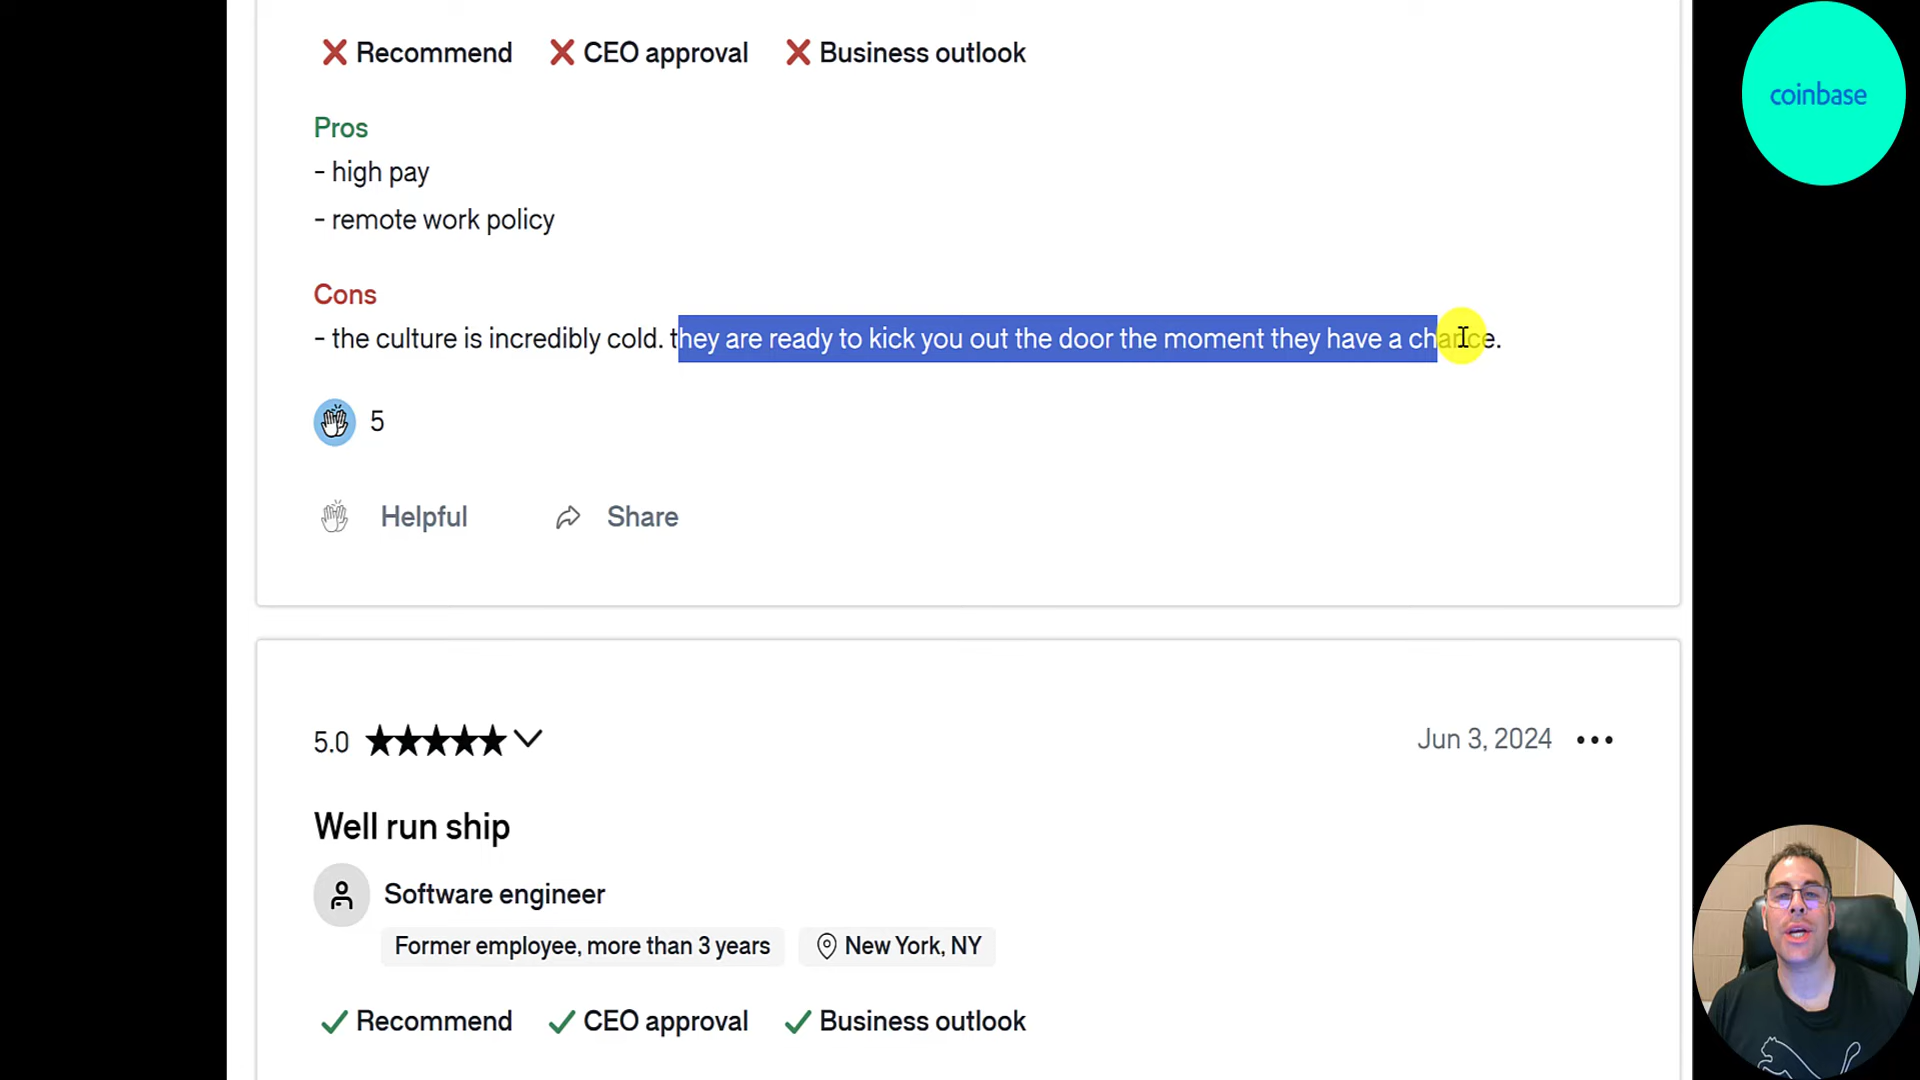 Recommend CEO approval Business outlook
coinbase
Pros
- high pay
- remote work policy
Cons
- the culture is incredibly cold. they are ready to kick you out the door the moment they have a chance.
5
Helpful Share
5.0 Jun 3, 2024
Well run ship
Software engineer
Former employee, more than 3 years New York, NY
Recommend CEO approval Business outlook